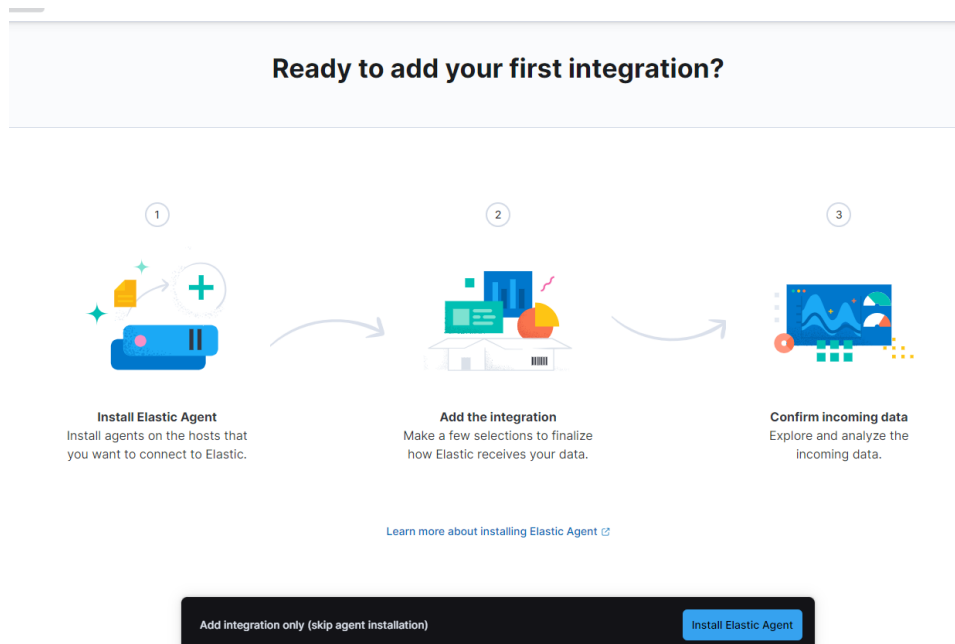 Ready to add your first integration?
1
2
3
Install Elastic Agent
Install agents on the hosts that
you want to connect to Elastic.
Add the integration
Make a few selections to finalize
how Elastic receives your data.
Confirm incoming data
Explore and analyze the
incoming data.
Learn more about installing Elastic Agent
Add integration only (skip agent installation)
Install Elastic Agent